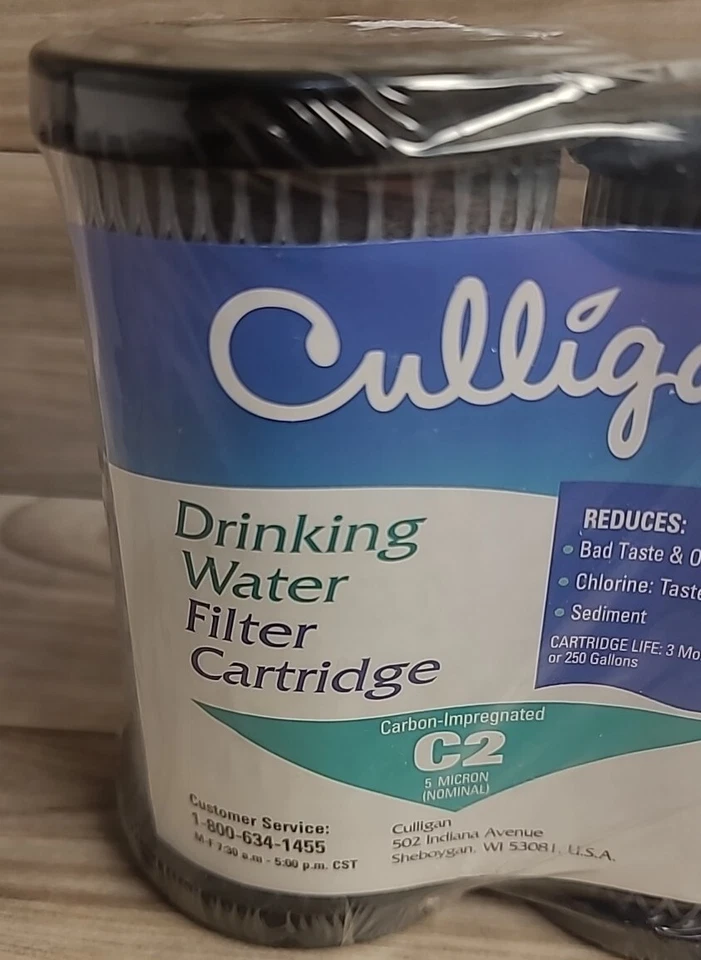 Culliga
Drinking
Water
Filter
Cartridge
REDUCES:
• Bad Taste & O
• Chlorine: Taste
• Sediment
CARTRIDGE LIFE: 3 Mo
or 250 Gallons
Carbon-Impregnated
C2
5 MICRON
(NOMINAL)
Customer Service:
1-800-634-1455
M-F 7:30 a.m - 5:00 p.m. CST
Culligan
502 Indiana Avenue
Sheboygan, WI 53081, U.S.A.